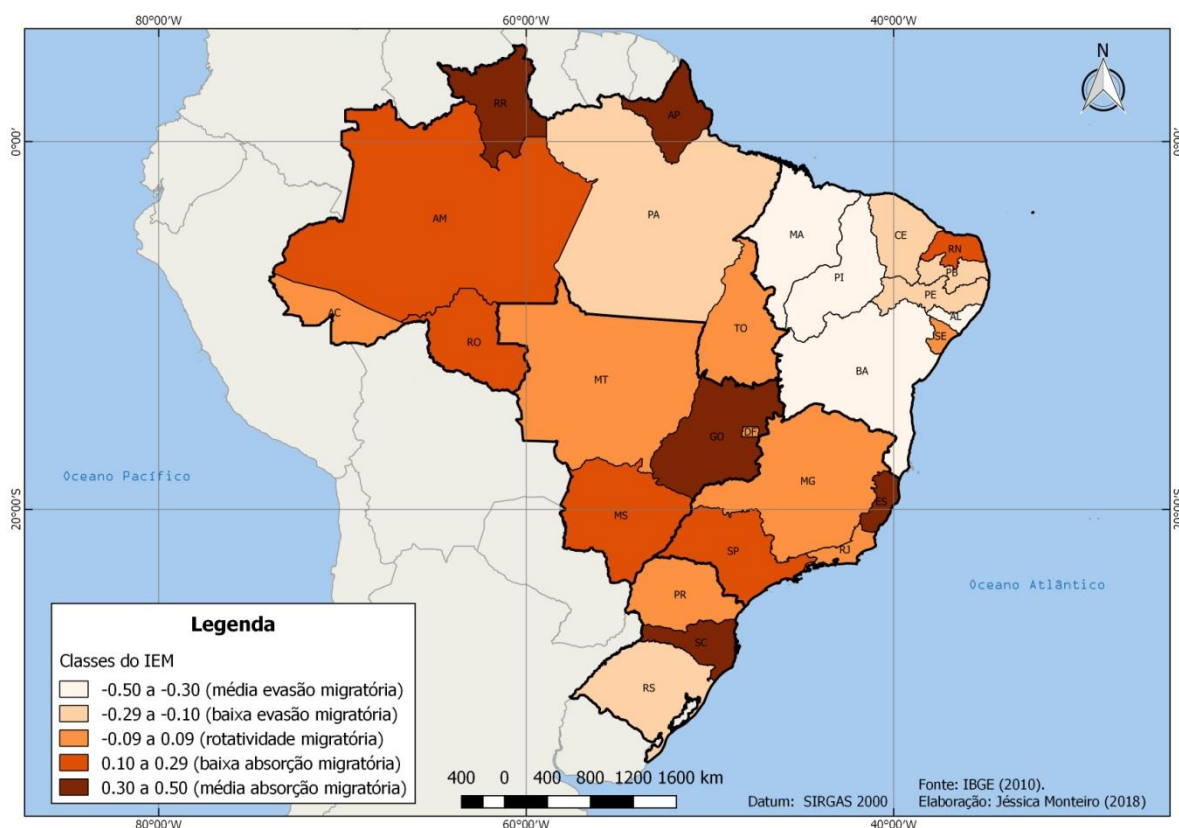 80°00'W
60°00'W
40°00'W
N
RR
AP
0°00'
0°00'
AM
PA
MA
CE
RN
PI
PB
PE
AL
AC
TO
SE
RO
BA
MT
GO
DF
Oceano Pacífico
MG
ES
20°00'S
20°00'S
MS
SP
RJ
Oceano Atlântico
PR
SC
RS
Legenda
Classes do IEM
-0.50 a -0.30 (média evasão migratória)
-0.29 a -0.10 (baixa evasão migratória)
-0.09 a 0.09 (rotatividade migratória)
0.10 a 0.29 (baixa absorção migratória)
0.30 a 0.50 (média absorção migratória)
400 0 400 800 1200 1600 km
Datum: SIRGAS 2000
Fonte: IBGE (2010).
Elaboração: Jéssica Monteiro (2018)
80°00'W
60°00'W
40°00'W